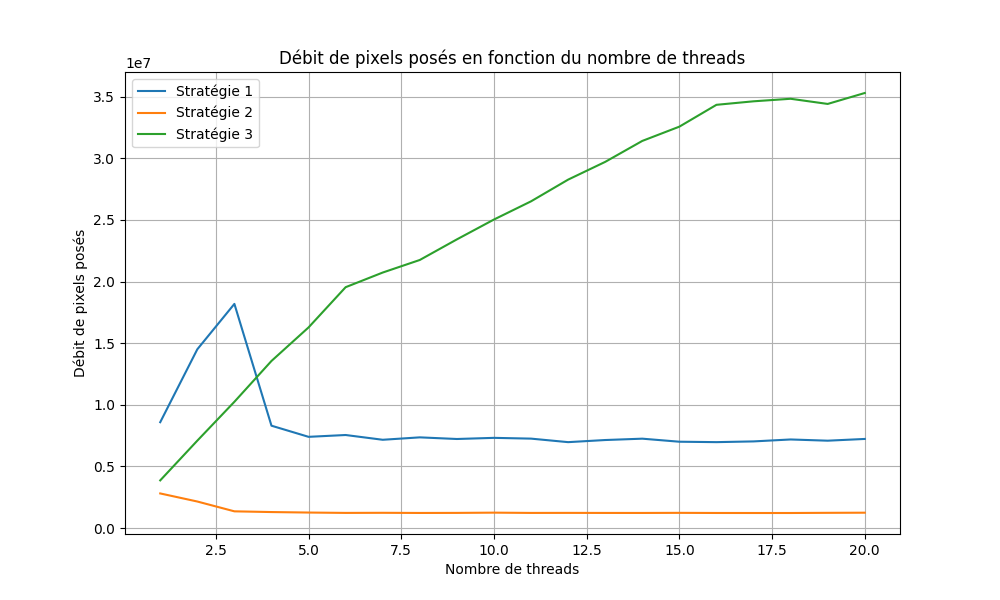 Débit de pixels posés en fonction du nombre de threads
1e7
Stratégie 1
Stratégie 2
Stratégie 3
3.5
3.0
2.5
2.0
1.5
1.0
0.5
0.0
Débit de pixels posés
2.5 5.0 7.5 10.0 12.5 15.0 17.5 20.0
Nombre de threads